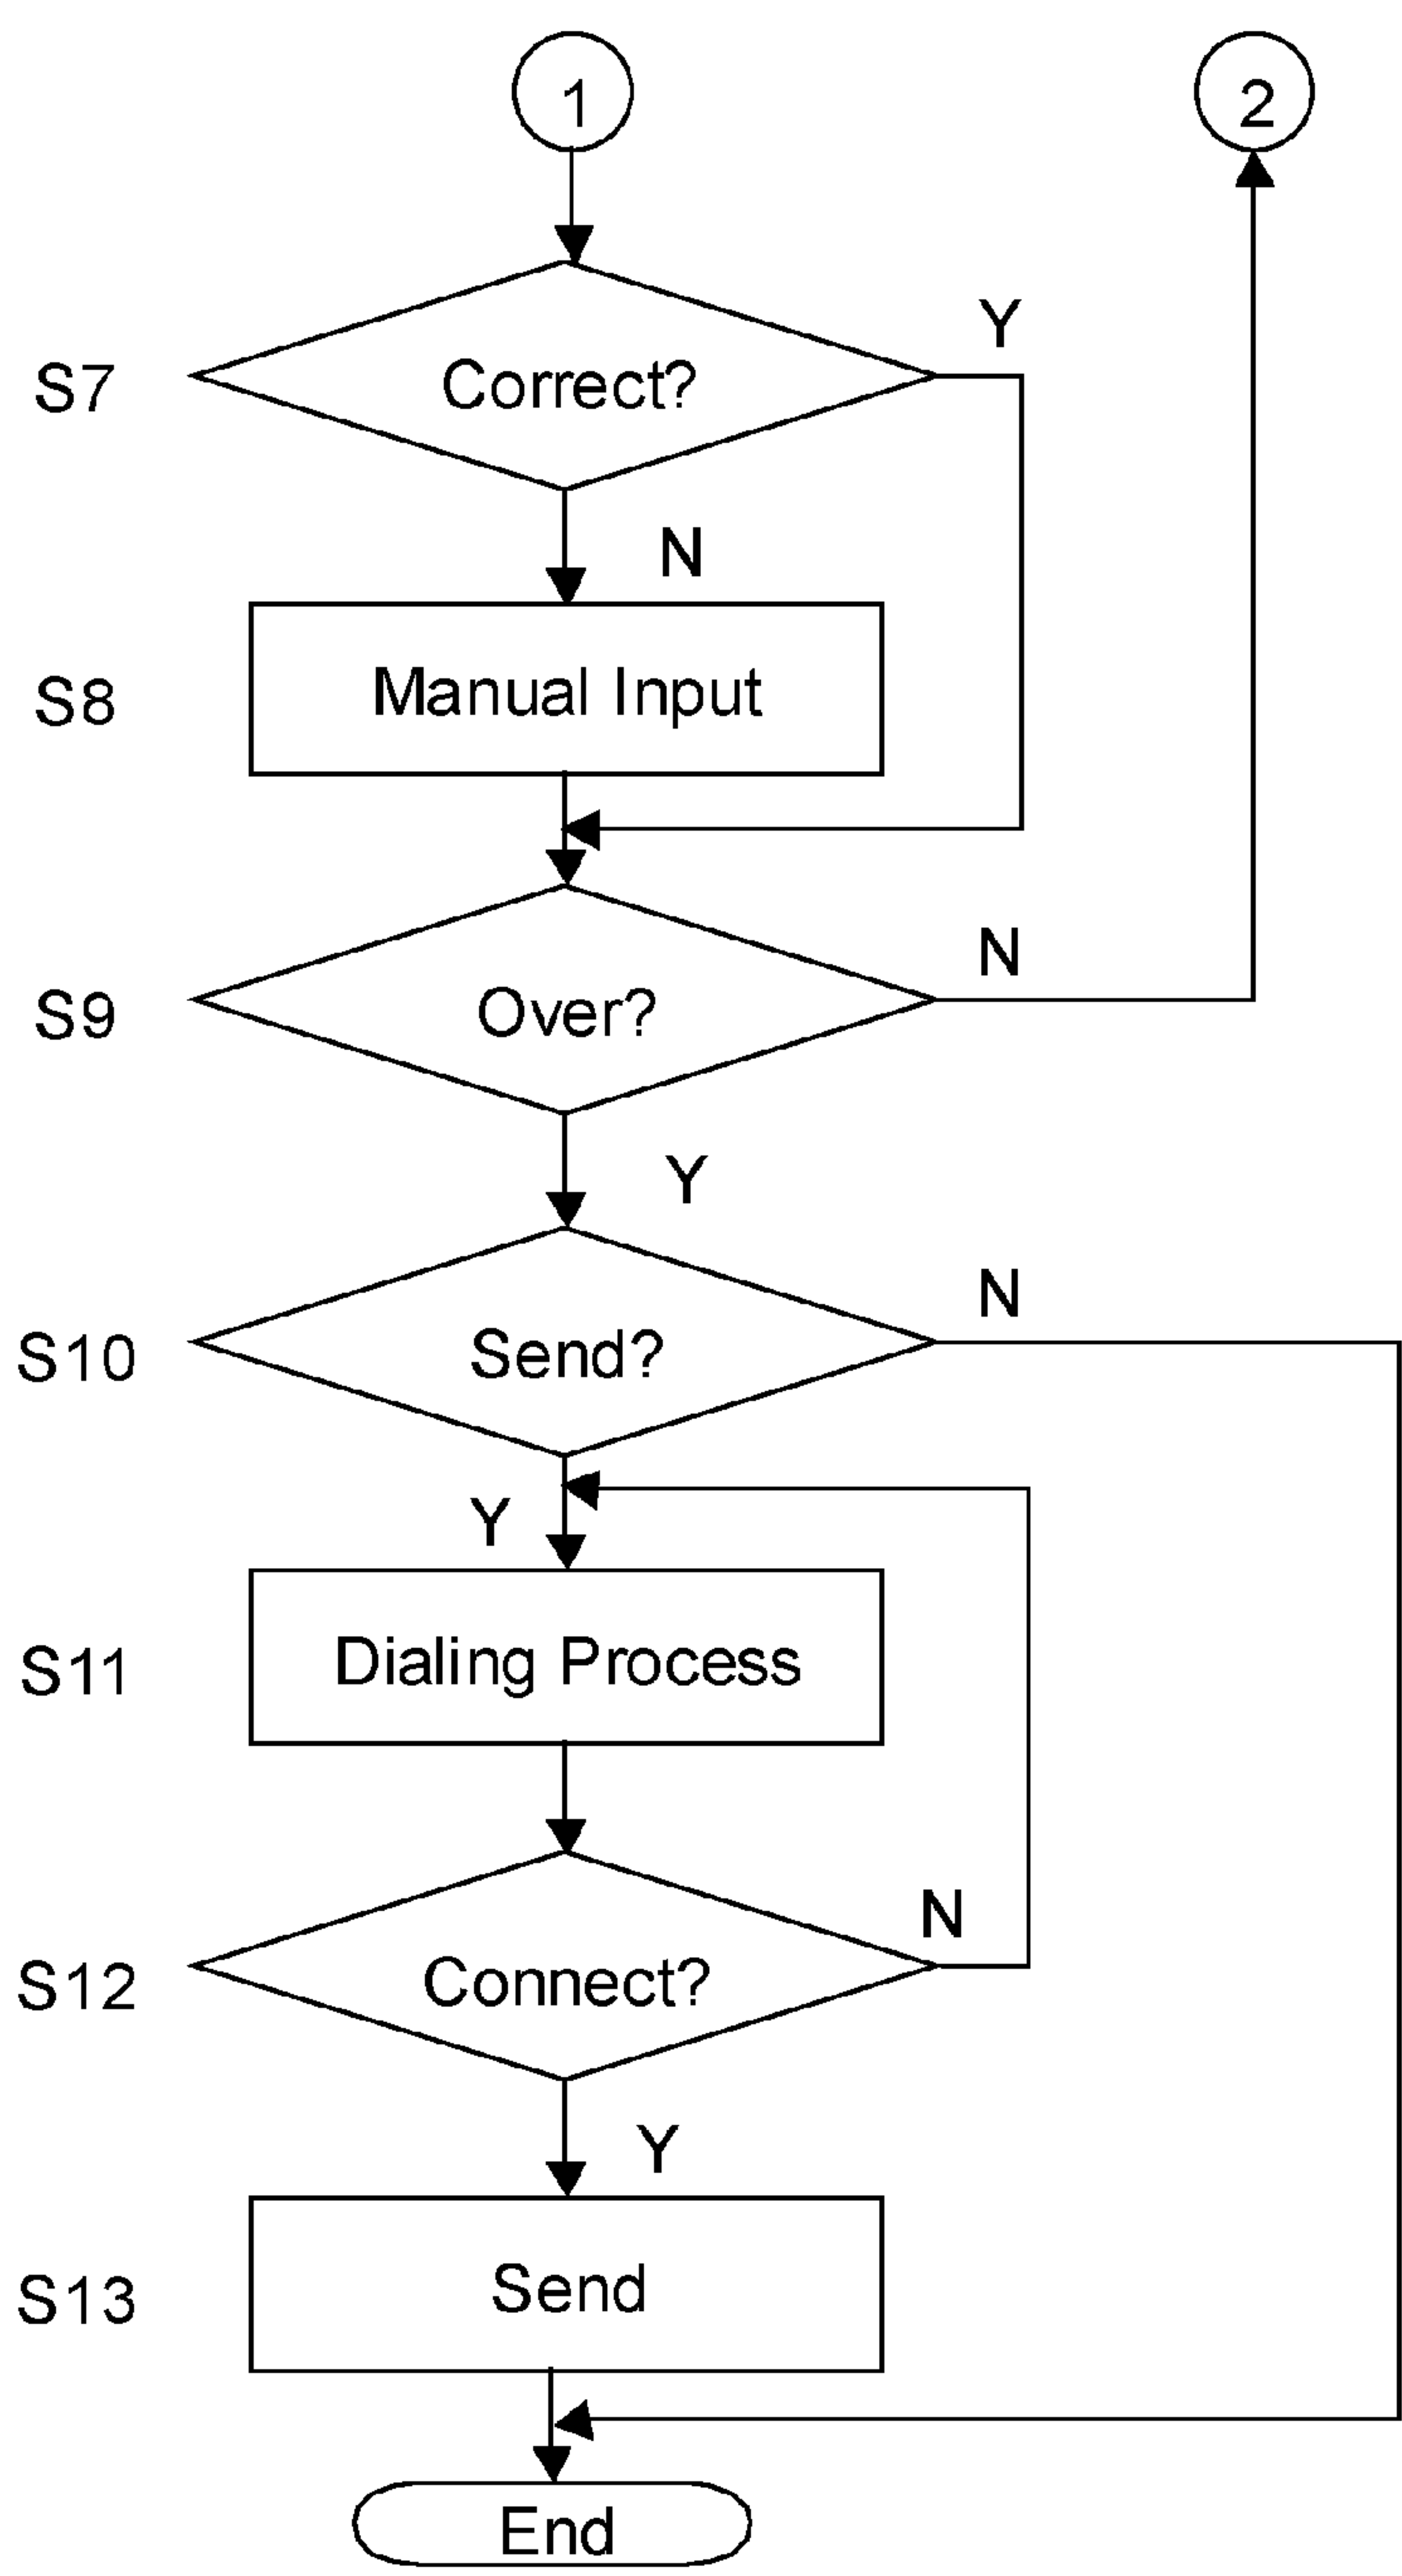 1
2
Y
S7
Correct?
N
S8
Manual Input
N
S9
Over?
Y
N
S10
Send?
Y
S11
Dialing Process
N
S12
Connect?
Y
S13
Send
End